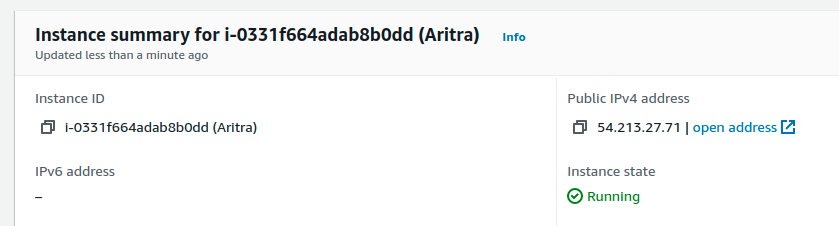 Instance summary for i-0331f664adab8b0dd (Aritra) Info
Updated less than a minute ago
Instance ID
i-0331f664adab8b0dd (Aritra)
IPv6 address
–
Public IPv4 address
54.213.27.71 | open address
Instance state
Running